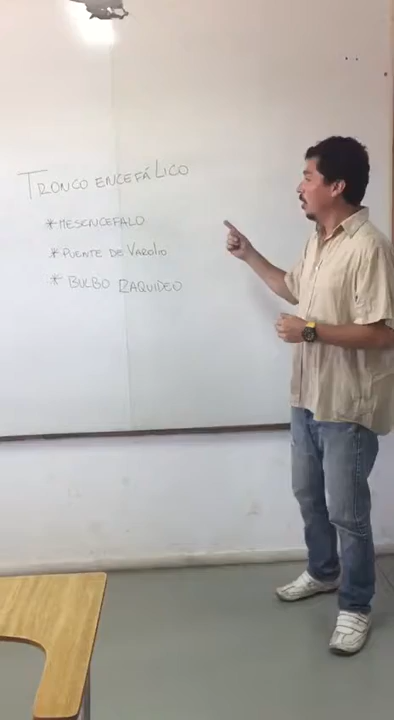 TRONCO ENCEFÁLICO
*MESENCEFALO
*PUENTE DE VAROLIO
*BULBO RAQUIDEO